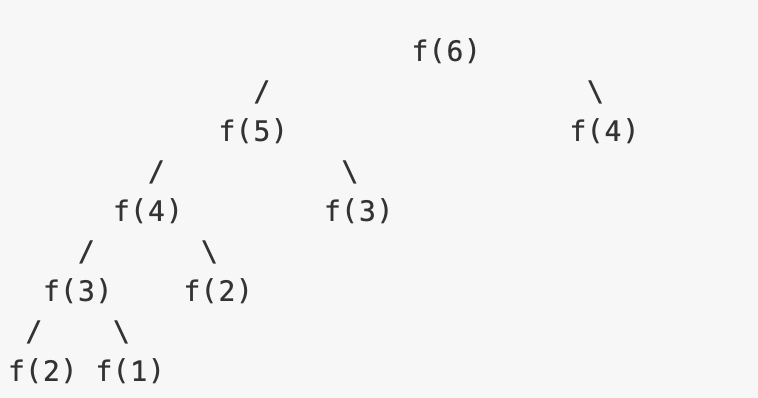 f(6)
/ \
f(5) f(4)
/ \
f(4) f(3)
/ \
f(3) f(2)
/ \
f(2) f(1)